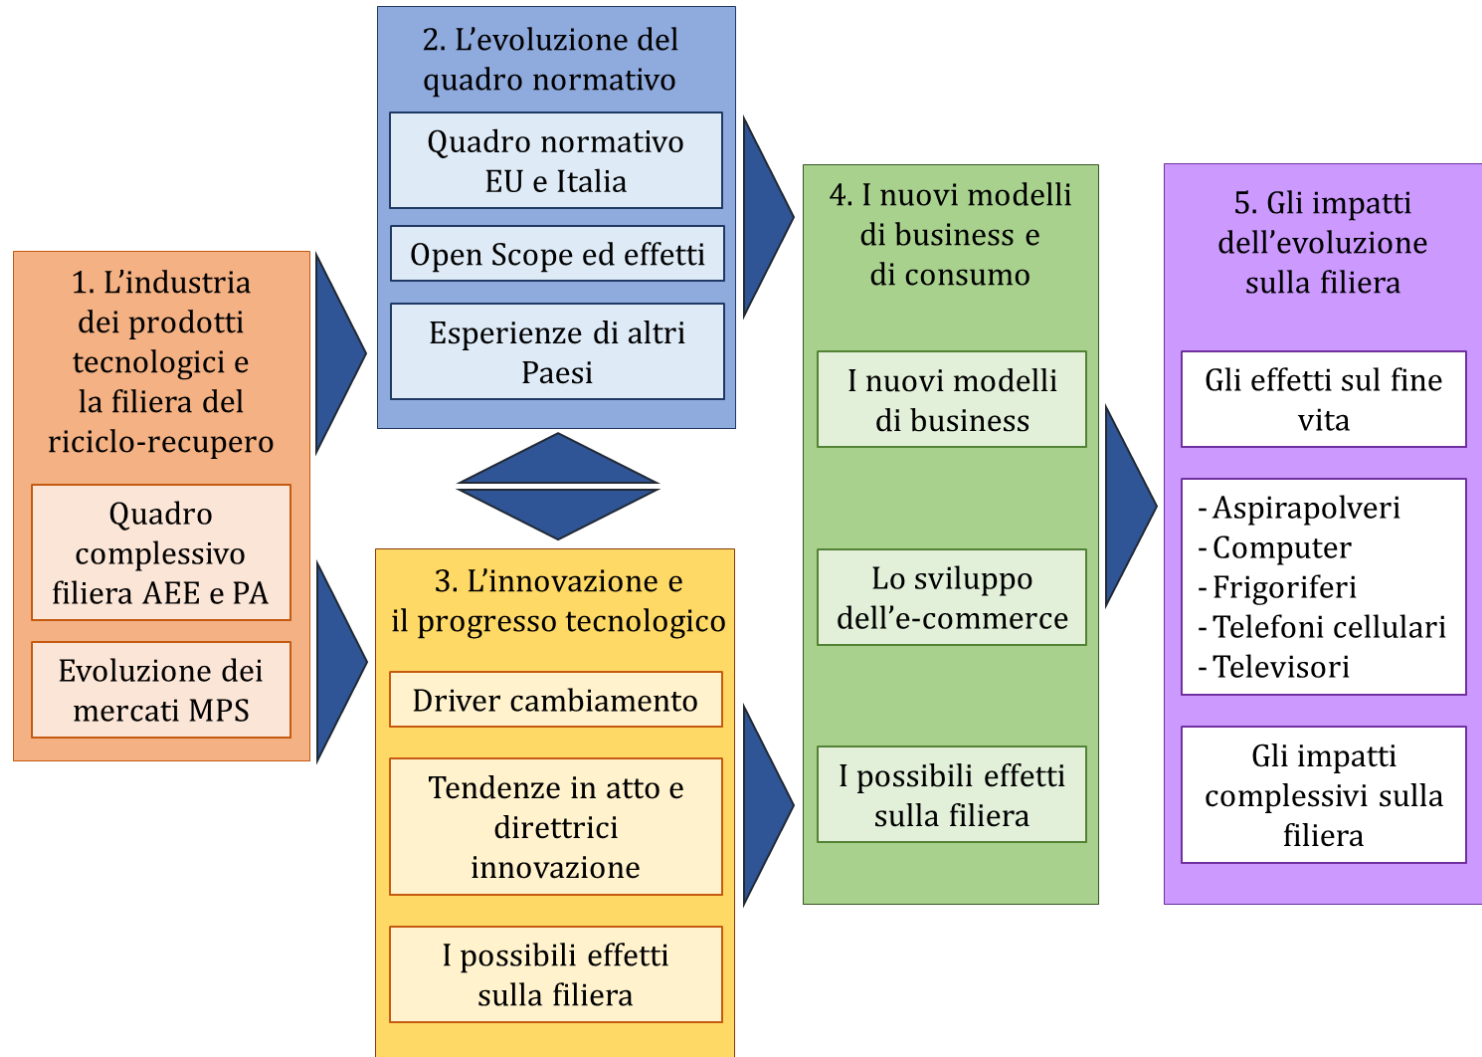 1. L’industria
dei prodotti
tecnologici e
la filiera del
riciclo-recupero
Quadro
complessivo
filiera AEE e PA
Evoluzione dei
mercati MPS
2. L’evoluzione del
quadro normativo
Quadro normativo
EU e Italia
Open Scope ed effetti
Esperienze di altri
Paesi
3. L’innovazione e
il progresso tecnologico
Driver cambiamento
Tendenze in atto e
direttrici
innovazione
I possibili effetti
sulla filiera
4. I nuovi modelli
di business e
di consumo
I nuovi modelli
di business
Lo sviluppo
dell’e-commerce
I possibili effetti
sulla filiera
5. Gli impatti
dell’evoluzione
sulla filiera
Gli effetti sul fine
vita
- Aspirapolveri
- Computer
- Frigoriferi
- Telefoni cellulari
- Televisori
Gli impatti
complessivi sulla
filiera